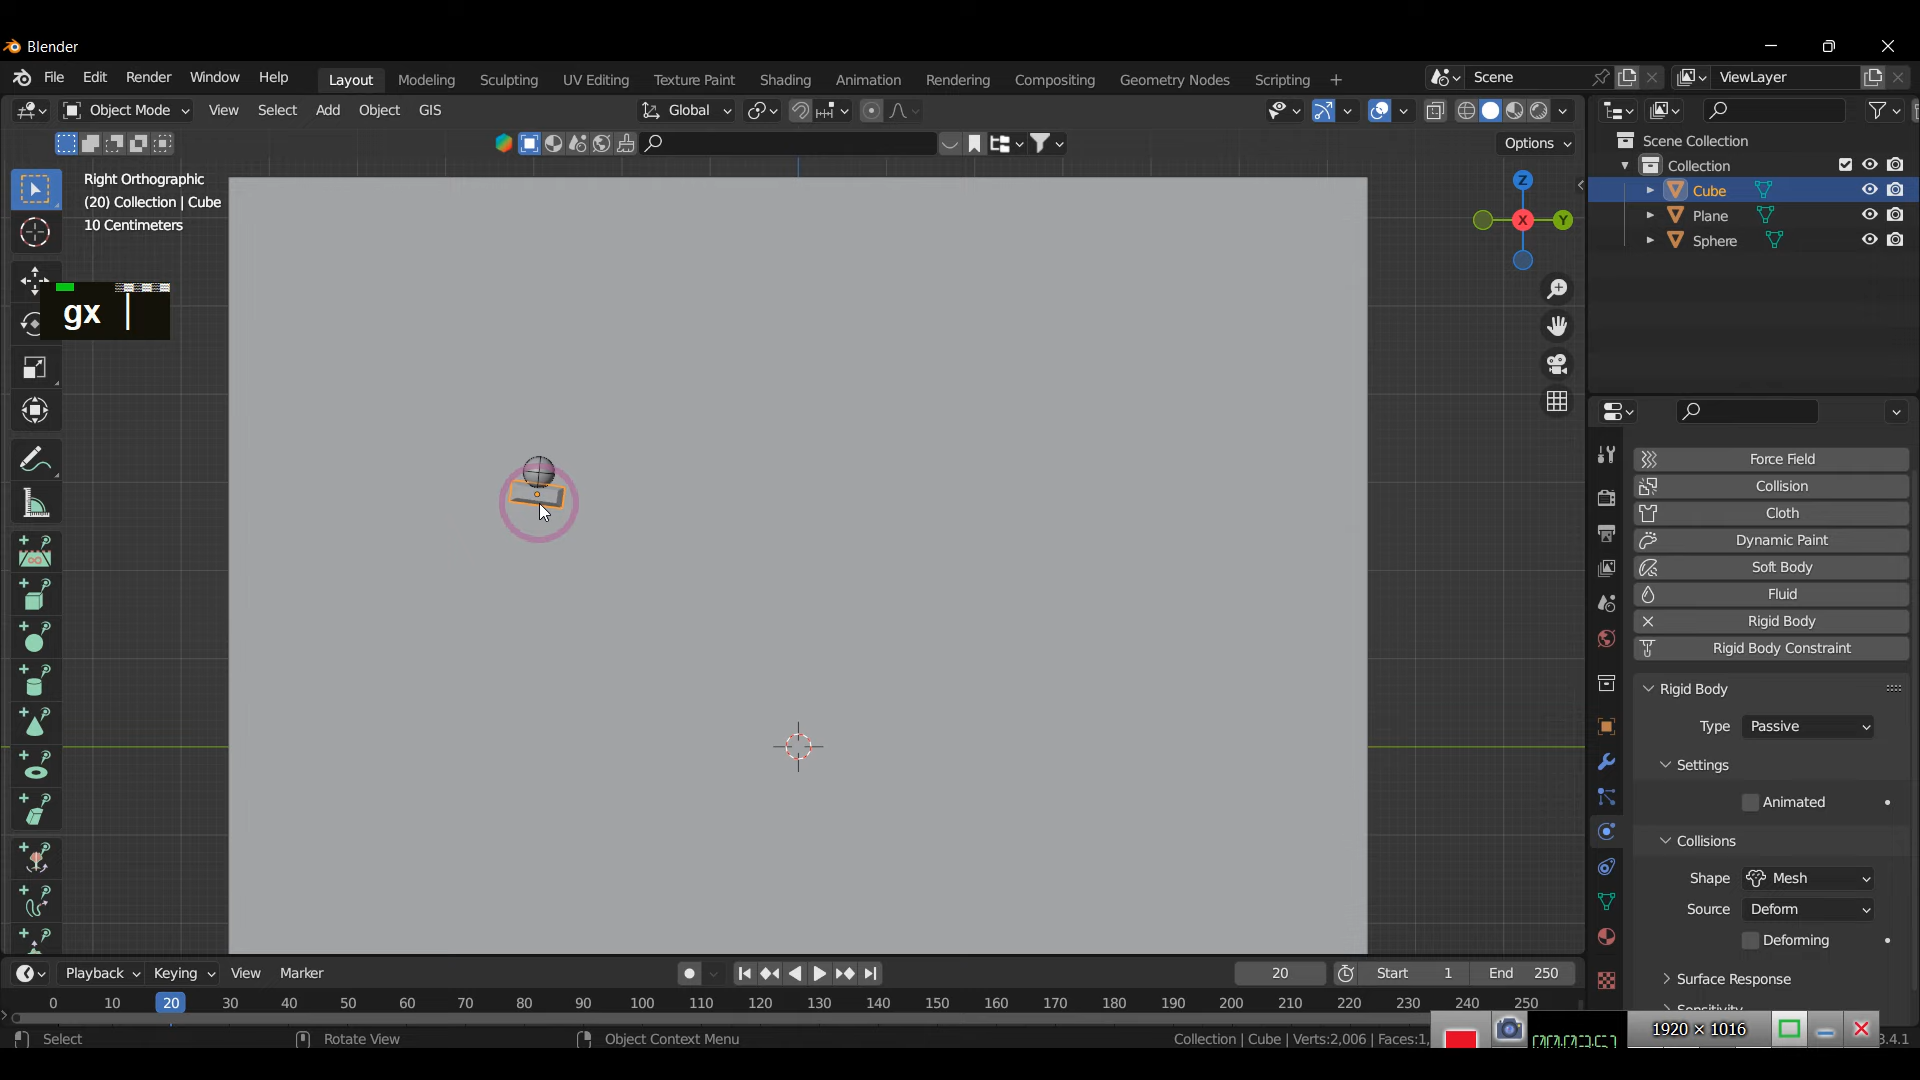 Blender
File Edit Render Window Help Layout Modeling Sculpting UV Editing Texture Paint Shading Animation Rendering Compositing Geometry Nodes Scripting + Scene ViewLayer
Object Mode View Select Add Object GIS Global
Options
Right Orthographic
(20) Collection | Cube
10 Centimeters
gx
Z
X
Y
Scene Collection
Collection
Cube
Plane
Sphere
Force Field
Collision
Cloth
Dynamic Paint
Soft Body
Fluid
Rigid Body
Rigid Body Constraint
Rigid Body
Type Passive
Settings
Animated
Collisions
Shape Mesh
Source Deform
Deforming
Surface Response
Sensitivity
Playback Keying View Marker 20 Start 1 End 250
0 10 20 30 40 50 60 70 80 90 100 110 120 130 140 150 160 170 180 190 200 210 220 230 240 250
Select Rotate View Object Context Menu Collection | Cube | Verts:2,006 | Faces:1, 1920 × 1016 3.4.1